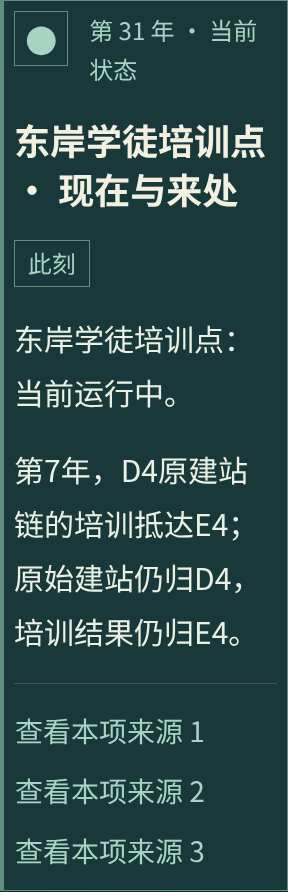 第 31 年 · 当前
状态
东岸学徒培训点
· 现在与来处
此刻
东岸学徒培训点：
当前运行中。
第7年，D4原建站
链的培训抵达E4；
原始建站仍归D4，
培训结果仍归E4。
查看本项来源 1
查看本项来源 2
查看本项来源 3